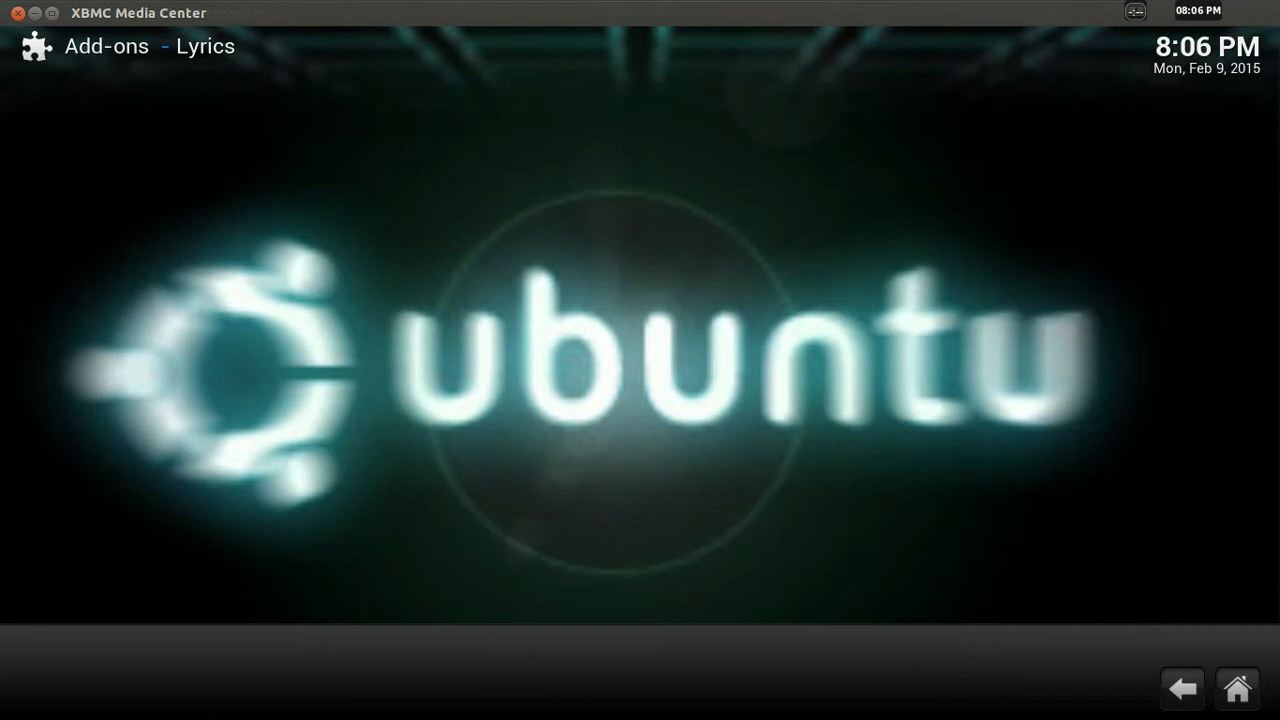 XBMC Media Center
08:06 PM
Add-ons - Lyrics
8:06 PM
Mon, Feb 9, 2015
ubuntu